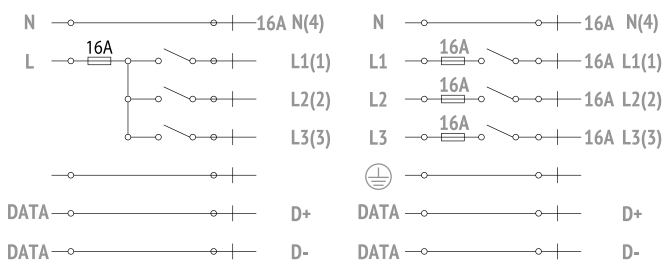 N 16A N(4)
16A
L L1(1)
L2(2)
L3(3)
DATA D+
DATA D-
N 16A N(4)
16A
L1 16A L1(1)
16A
L2 16A L2(2)
16A
L3 16A L3(3)
DATA D+
DATA D-